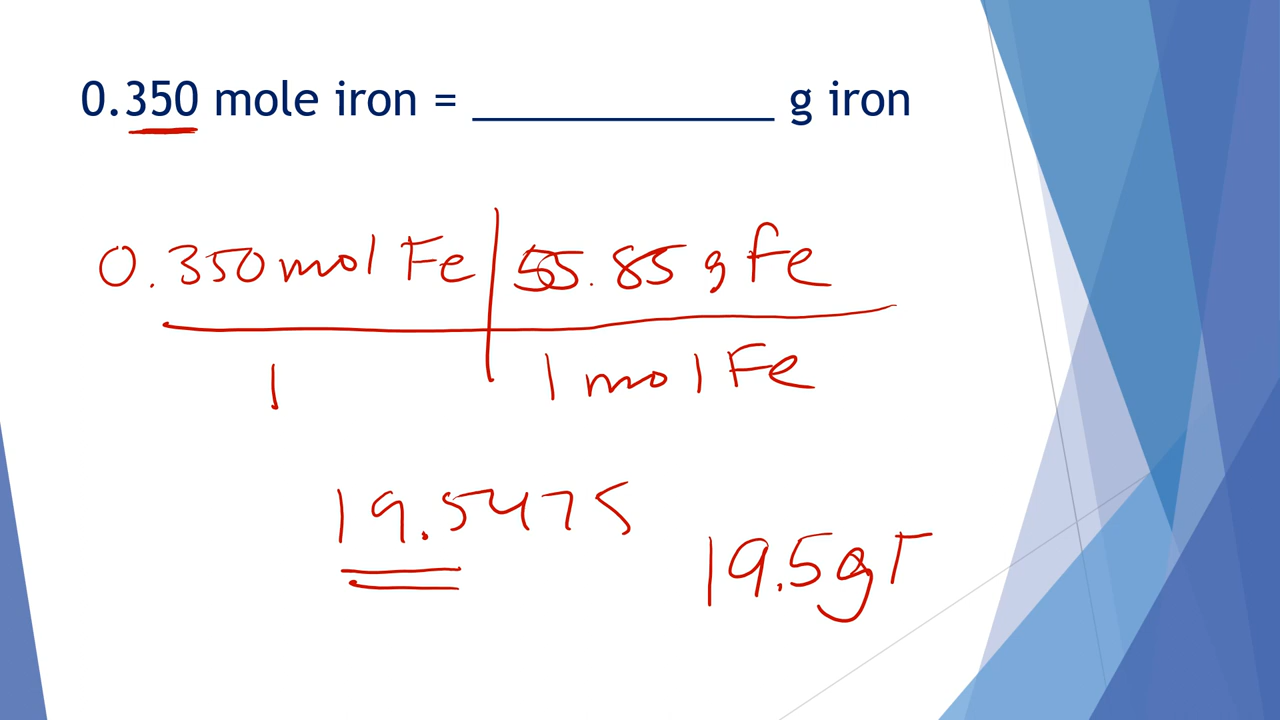 0.350 mole iron = ____________ g iron
0.350 mol Fe | 55.85 g Fe
1 | 1 mol Fe
19.5475
19.5 g F